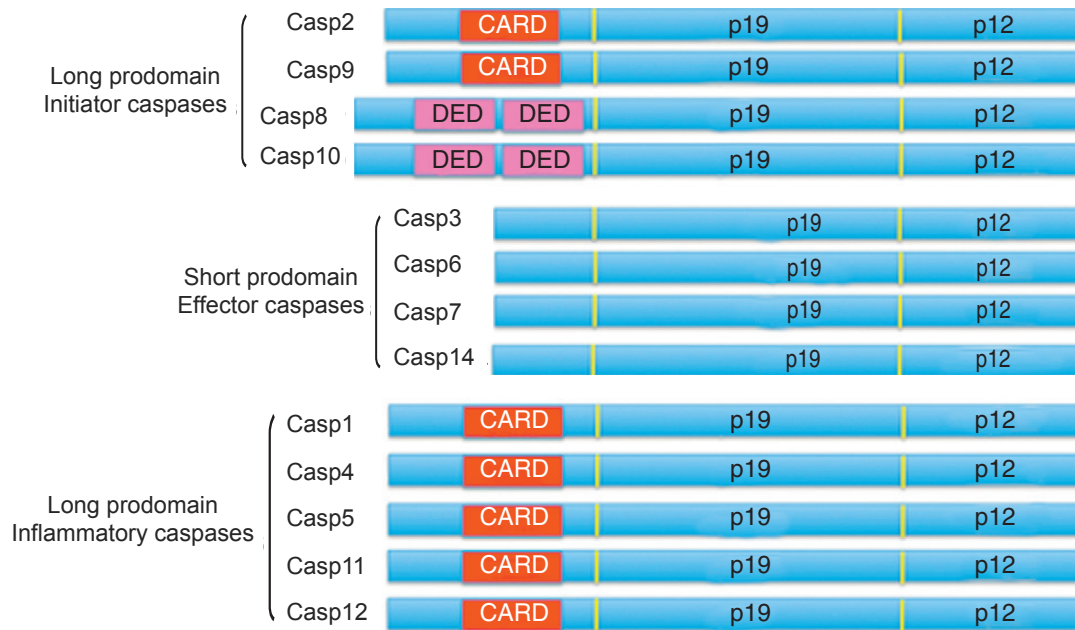 Long prodomain
Initiator caspases
Casp2 CARD p19 p12
Casp9 CARD p19 p12
Casp8 DED DED p19 p12
Casp10 DED DED p19 p12
Short prodomain
Effector caspases
Casp3 p19 p12
Casp6 p19 p12
Casp7 p19 p12
Casp14 p19 p12
Long prodomain
Inflammatory caspases
Casp1 CARD p19 p12
Casp4 CARD p19 p12
Casp5 CARD p19 p12
Casp11 CARD p19 p12
Casp12 CARD p19 p12